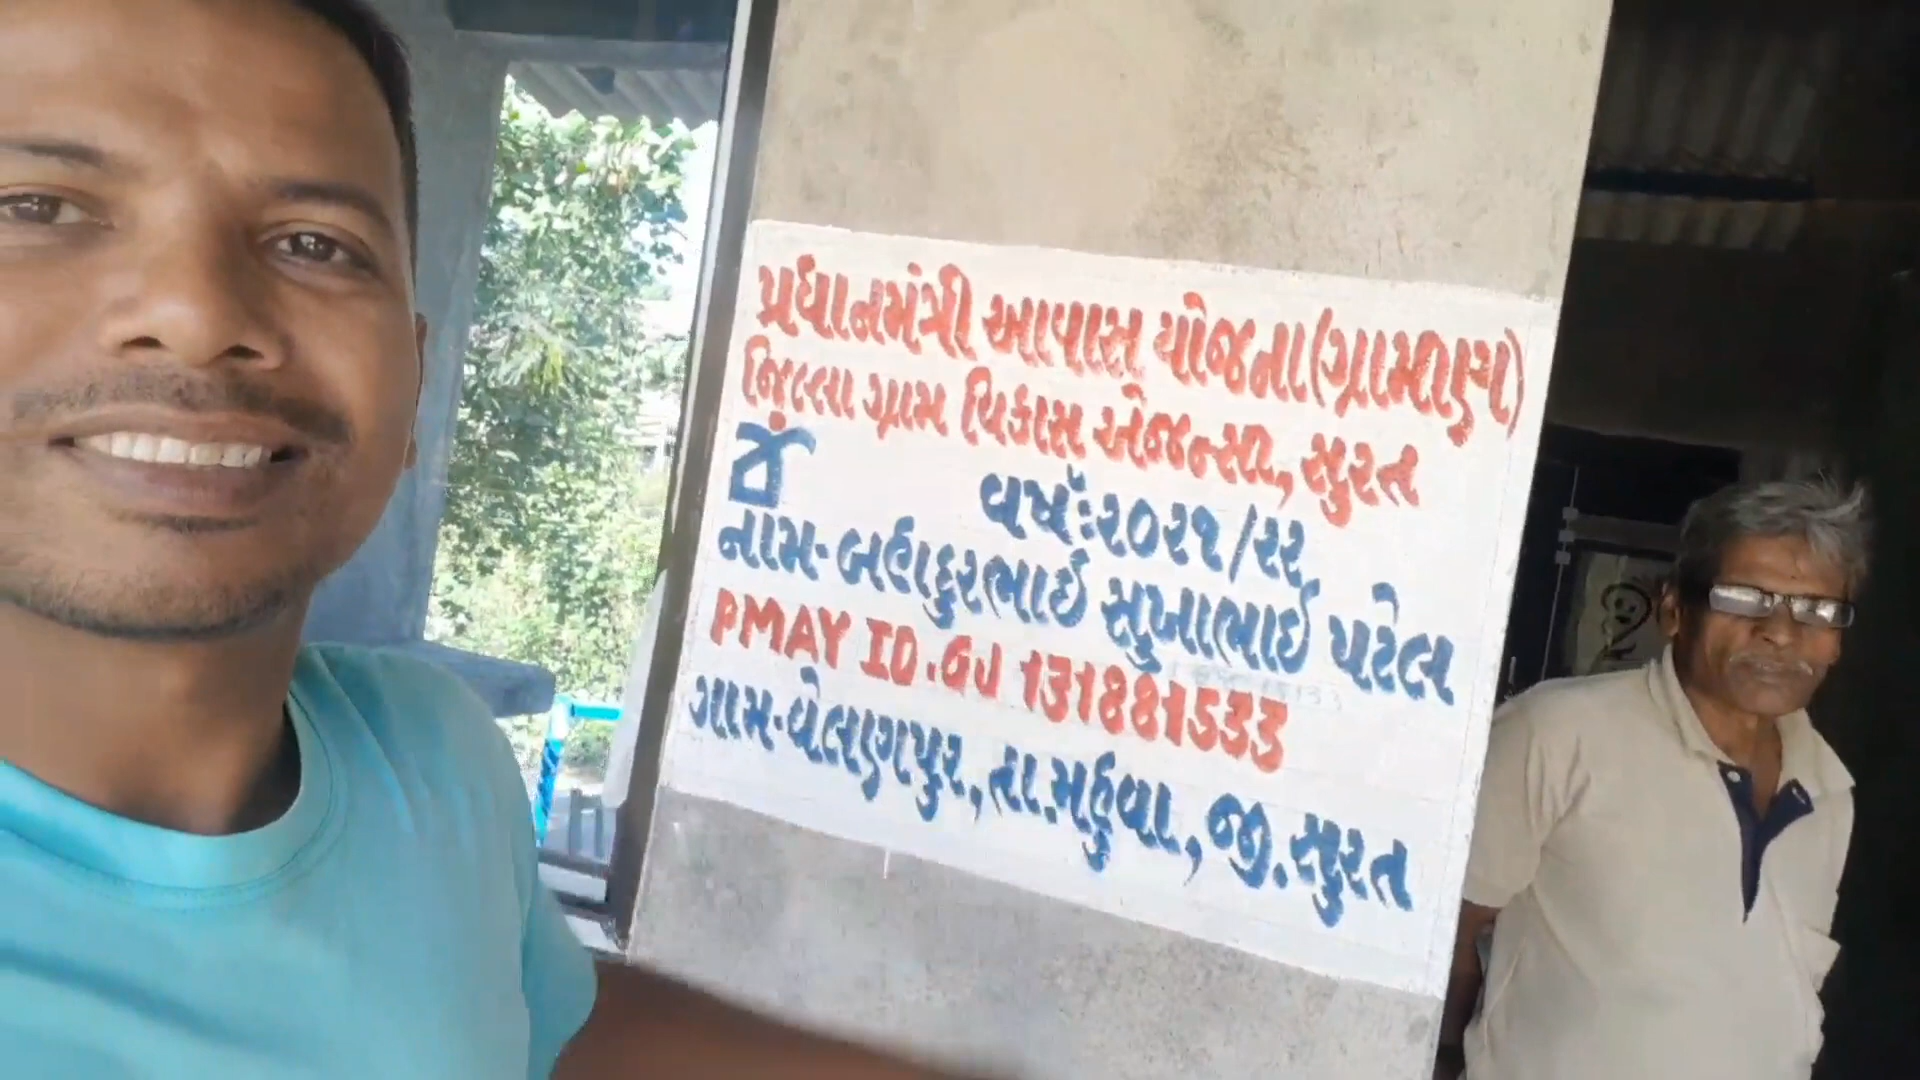 પ્રધાનમંત્રી આવાસ યોજના(ગ્રામીણ)
જિલ્લા ગ્રામ વિકાસ એજન્સી, સુરત
વર્ષઃ૨૦૨૧/૨૨
નામ-બહાદુરભાઈ સુખાભાઈ પટેલ
PMAY ID.GJ 131881533
ગામ-વેલણપુર, તા.મહુવા, જી.સુરત